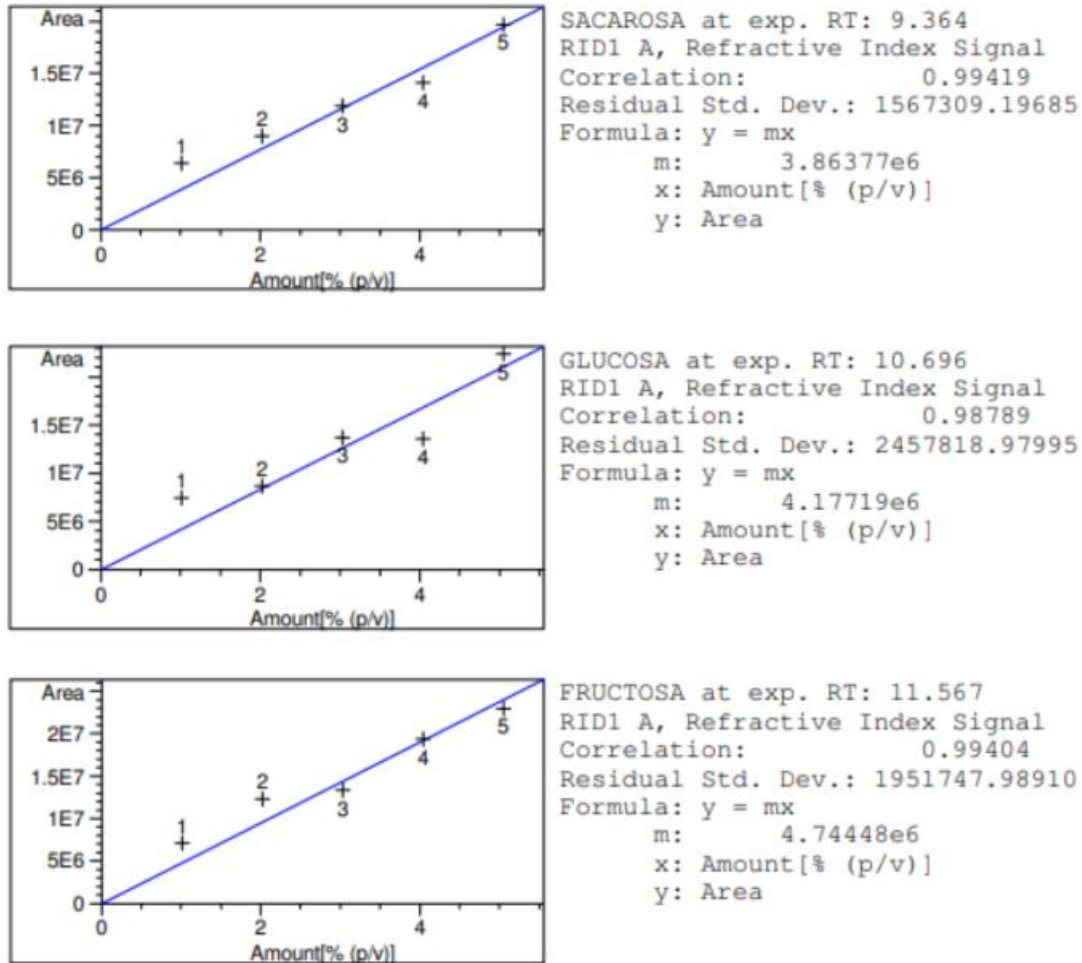 Area
1.5E7
1E7
5E6
0
1
2
3
4
5
0
2
4
Amount[% (p/v)]
SACAROSA at exp. RT: 9.364
RID1 A, Refractive Index Signal
Correlation: 0.99419
Residual Std. Dev.: 1567309.19685
Formula: y = mx
m: 3.86377e6
x: Amount[% (p/v)]
y: Area
Area
1.5E7
1E7
5E6
0
1
2
3
4
5
0
2
4
Amount[% (p/v)]
GLUCOSA at exp. RT: 10.696
RID1 A, Refractive Index Signal
Correlation: 0.98789
Residual Std. Dev.: 2457818.97995
Formula: y = mx
m: 4.17719e6
x: Amount[% (p/v)]
y: Area
Area
2E7
1.5E7
1E7
5E6
0
1
2
3
4
5
0
2
4
Amount[% (p/v)]
FRUCTOSA at exp. RT: 11.567
RID1 A, Refractive Index Signal
Correlation: 0.99404
Residual Std. Dev.: 1951747.98910
Formula: y = mx
m: 4.74448e6
x: Amount[% (p/v)]
y: Area